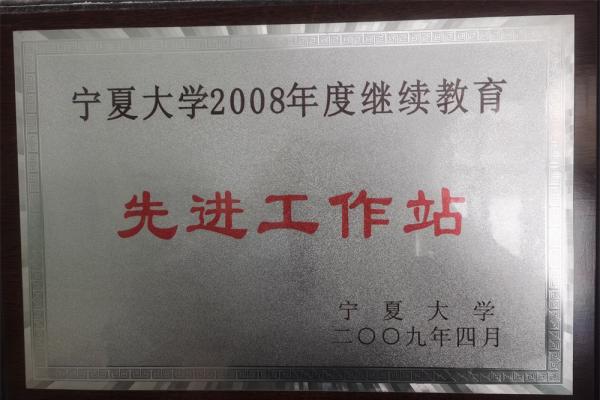 宁夏大学2008年度继续教育
先进工作站
宁夏大学
二〇〇九年四月